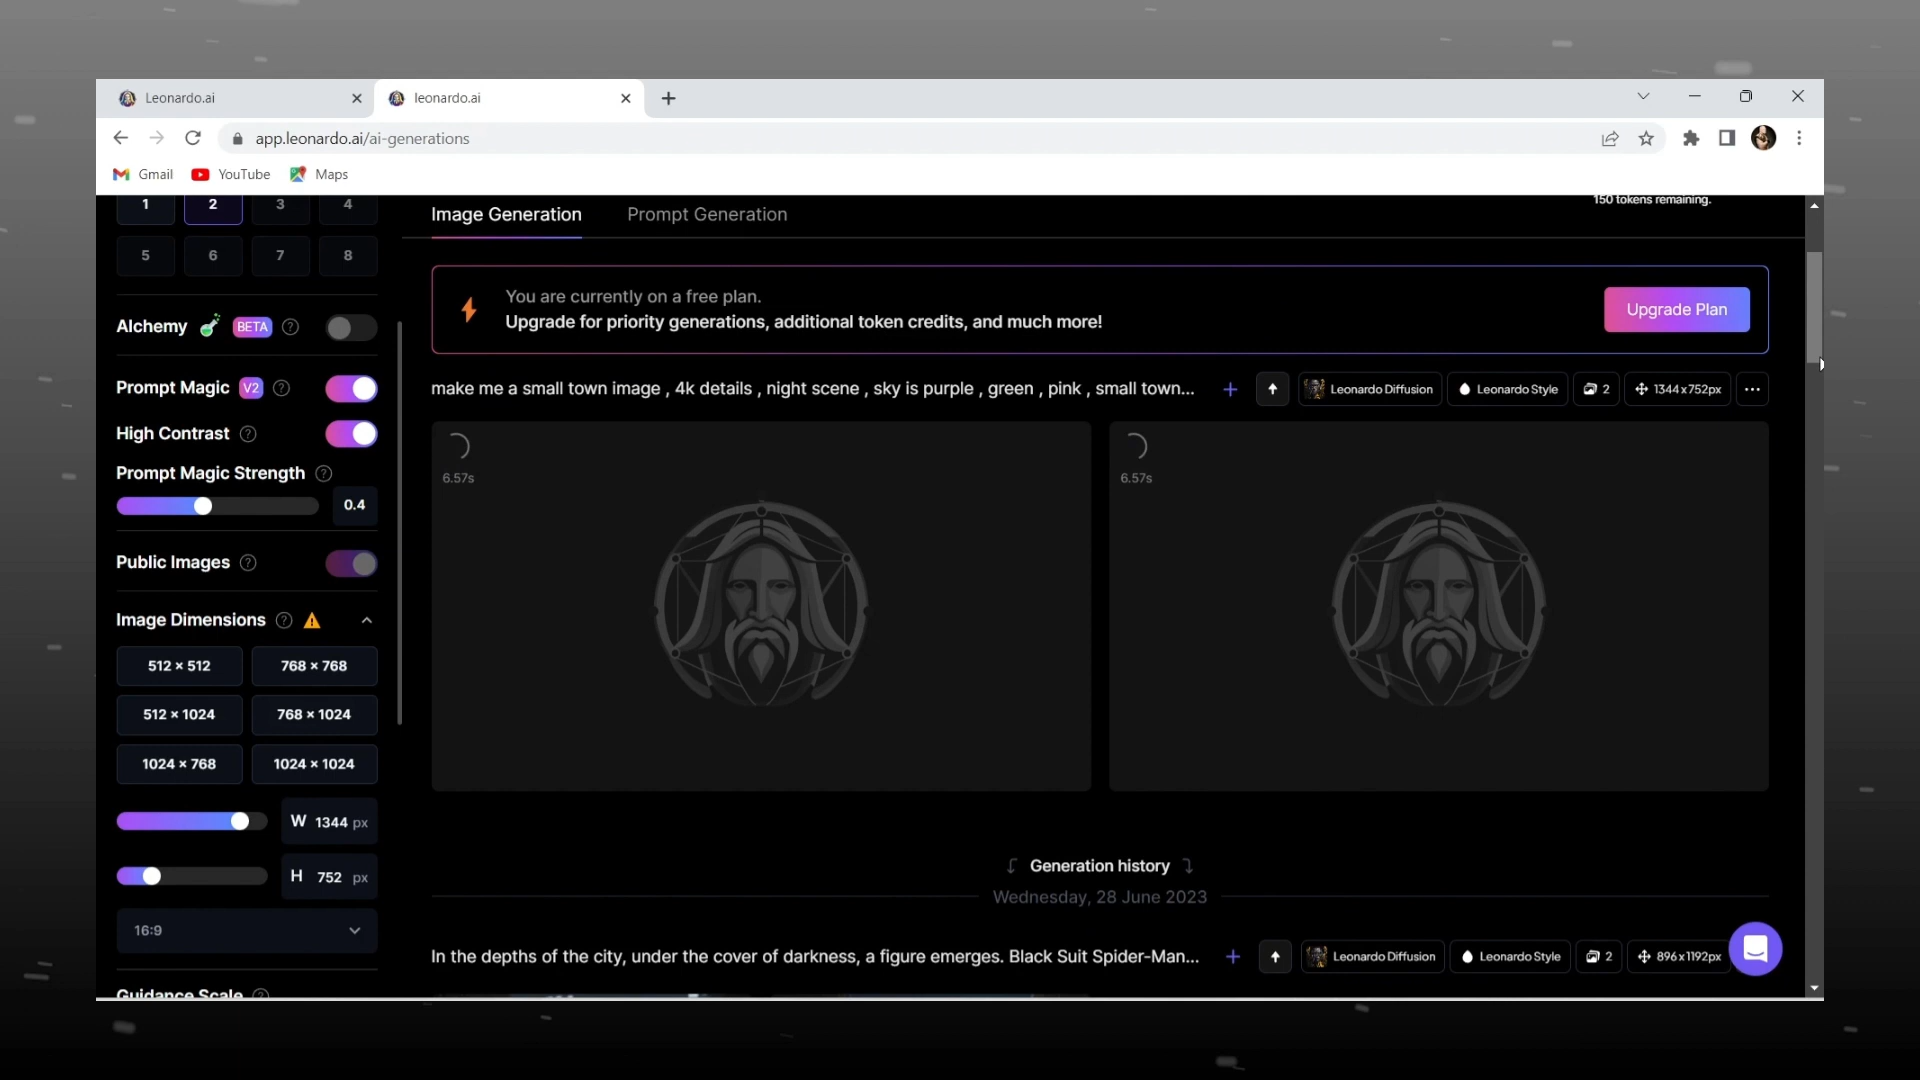 Leonardo.ai
leonardo.ai
app.leonardo.ai/ai-generations
Gmail
YouTube
Maps
1 2 3 4
5 6 7 8
Alchemy BETA
Prompt Magic V2
High Contrast
Prompt Magic Strength
0.4
Public Images
Image Dimensions
512 × 512 768 × 768
512 × 1024 768 × 1024
1024 × 768 1024 × 1024
W 1344 px
H 752 px
16:9
Guidance Scale
Image Generation Prompt Generation
150 tokens remaining.
You are currently on a free plan.
Upgrade for priority generations, additional token credits, and much more!
Upgrade Plan
make me a small town image , 4k details , night scene , sky is purple , green , pink , small town...
Leonardo Diffusion
Leonardo Style
2
1344x752px
6.57s
6.57s
Generation history
Wednesday, 28 June 2023
In the depths of the city, under the cover of darkness, a figure emerges. Black Suit Spider-Man...
Leonardo Diffusion
Leonardo Style
2
896x1192px